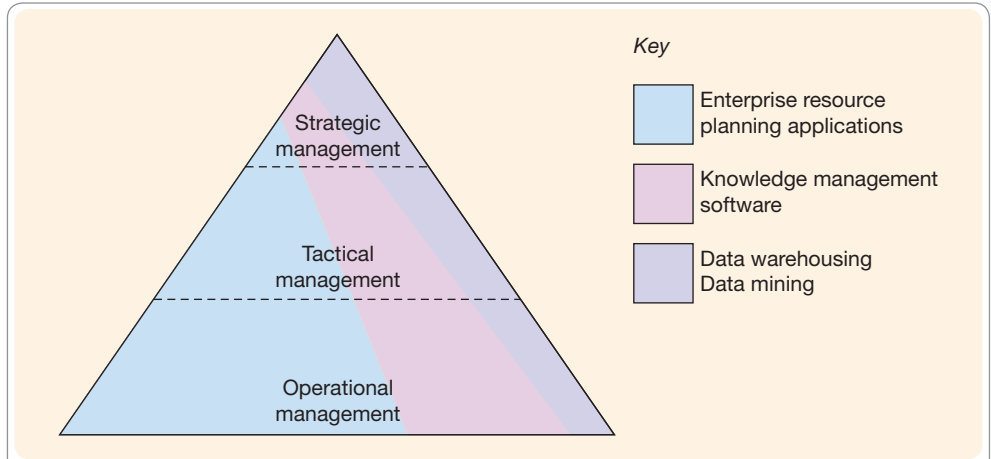 Key
Enterprise resource
planning applications
Knowledge management
software
Data warehousing
Data mining
Strategic
management
Tactical
management
Operational
management